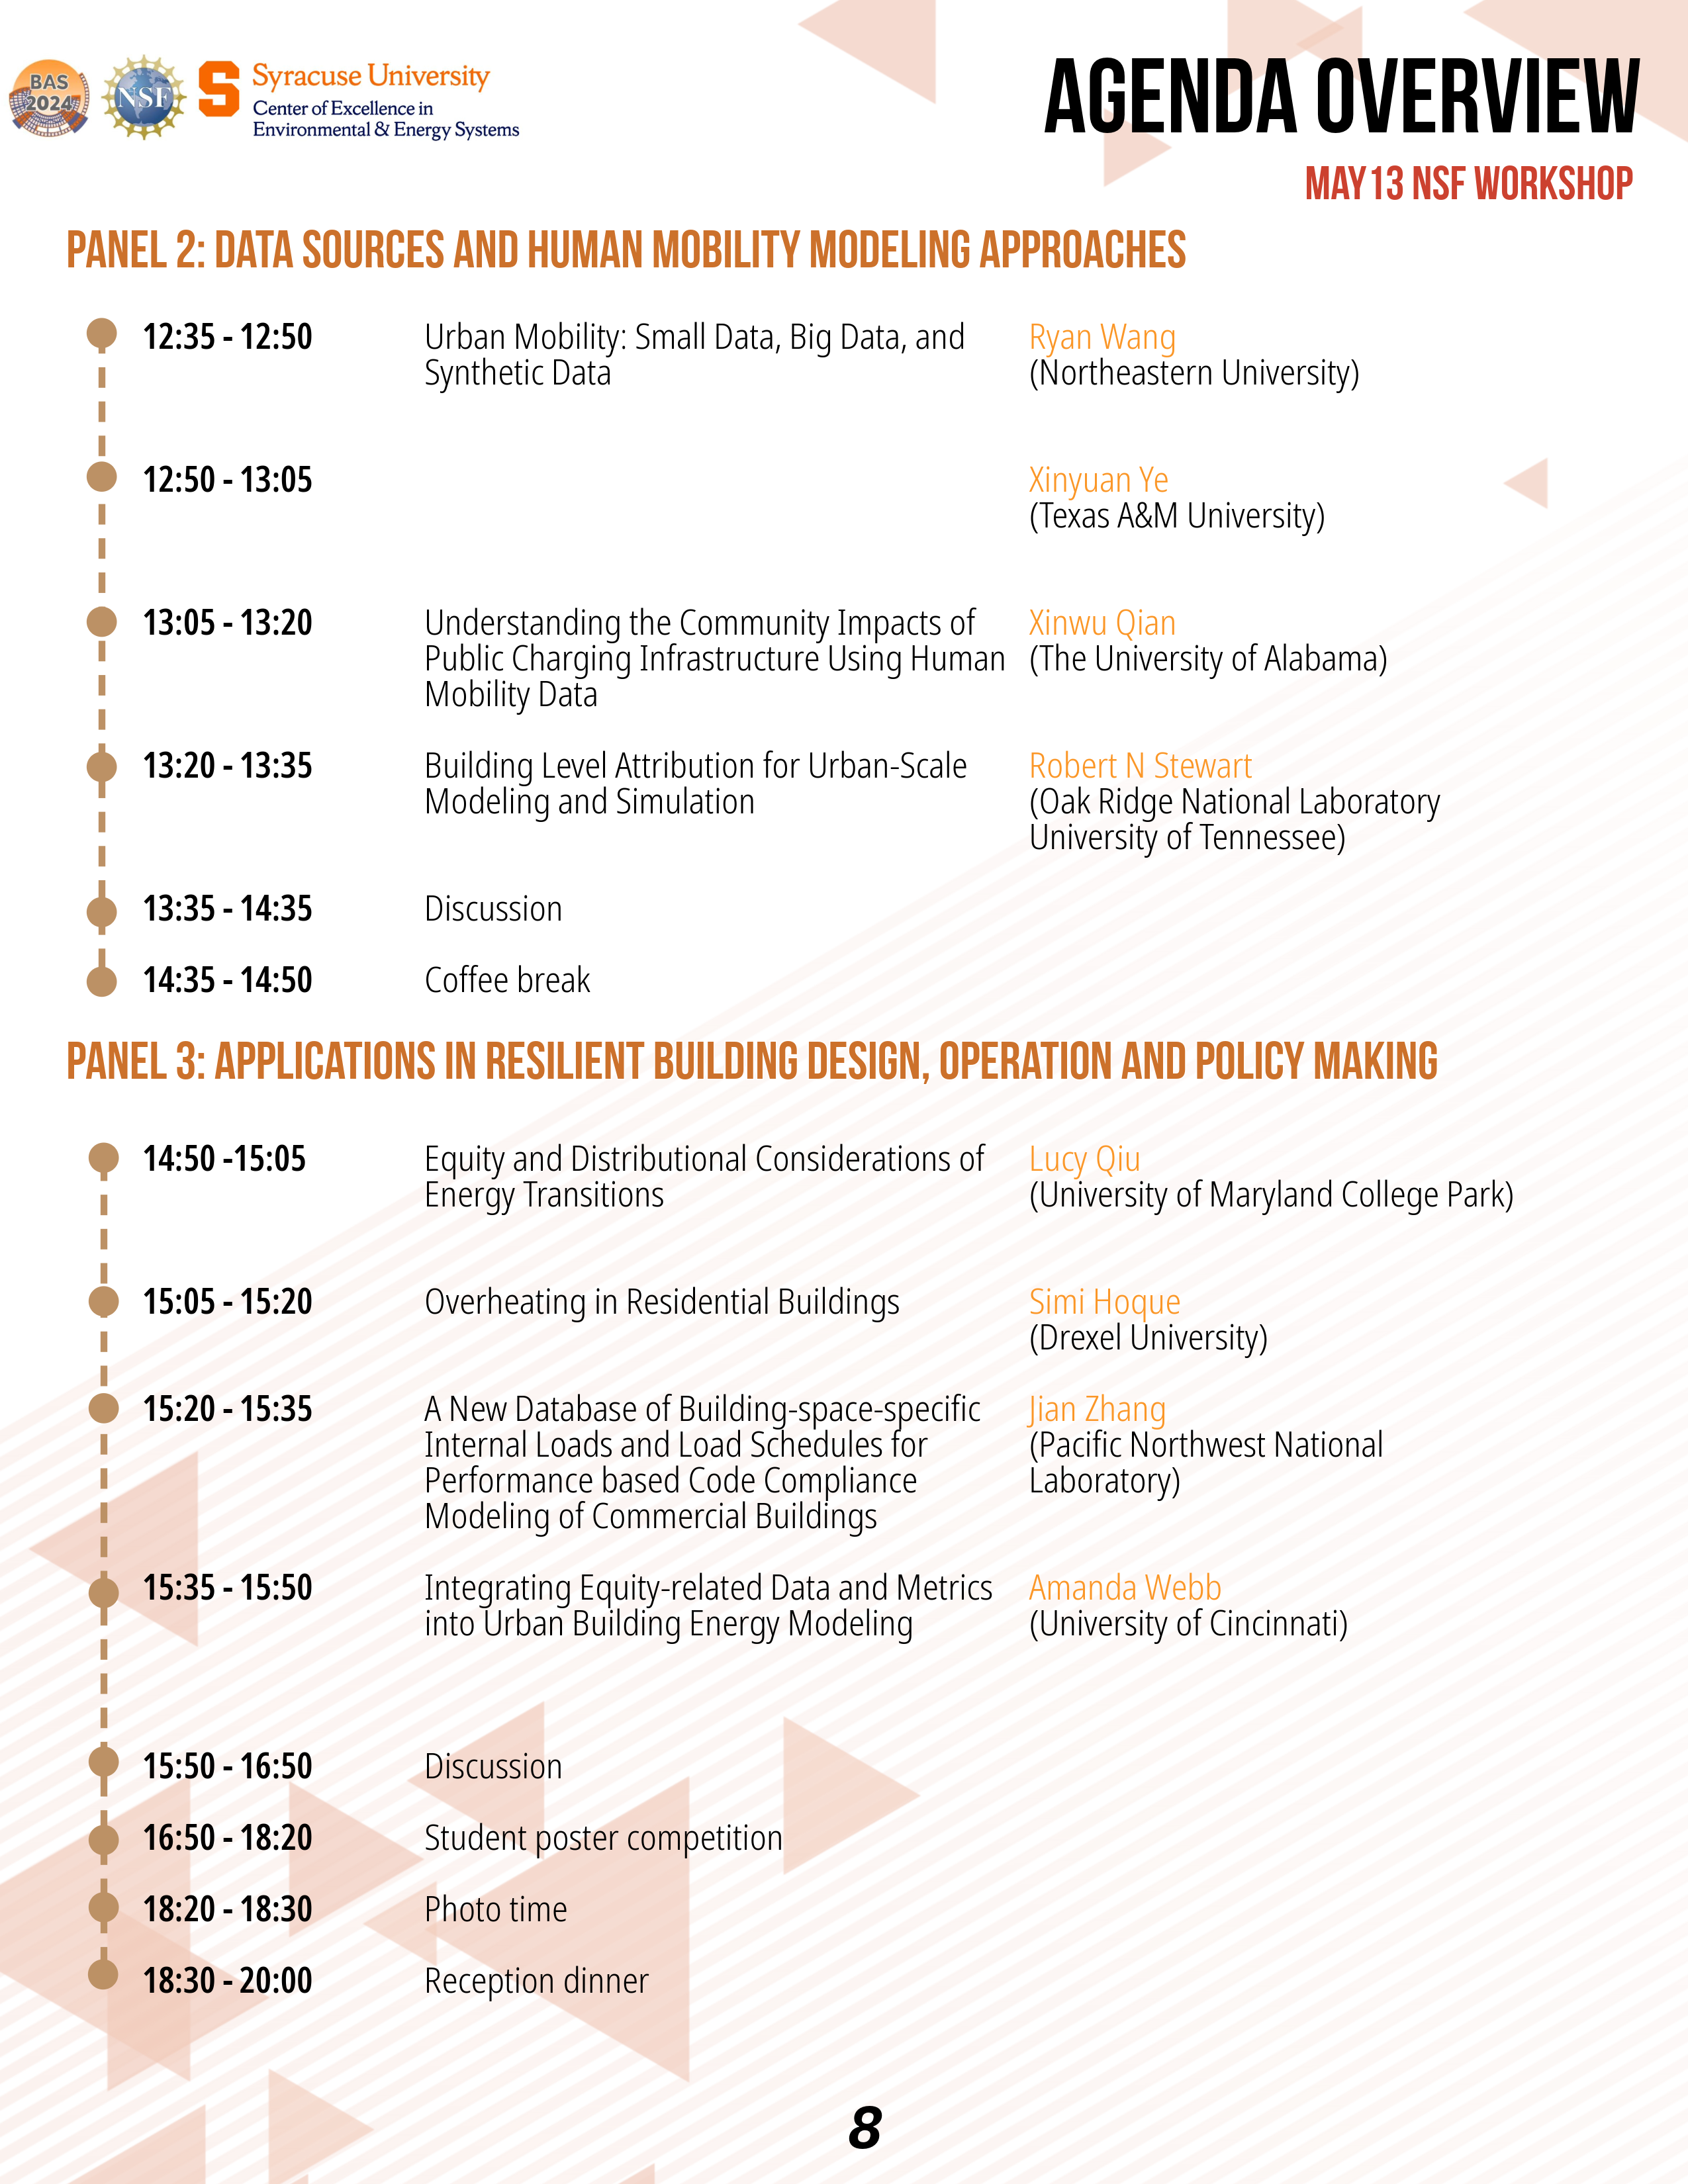 BAS
2024
NSF
S
Syracuse University
Center of Excellence in
Environmental & Energy Systems
AGENDA OVERVIEW
MAY13 NSF WORKSHOP
PANEL 2: DATA SOURCES AND HUMAN MOBILITY MODELING APPROACHES
12:35 - 12:50 Urban Mobility: Small Data, Big Data, and Ryan Wang
Synthetic Data (Northeastern University)
12:50 - 13:05 Xinyuan Ye
(Texas A&M University)
13:05 - 13:20 Understanding the Community Impacts of Xinwu Qian
Public Charging Infrastructure Using Human (The University of Alabama)
Mobility Data
13:20 - 13:35 Building Level Attribution for Urban-Scale Robert N Stewart
Modeling and Simulation (Oak Ridge National Laboratory
University of Tennessee)
13:35 - 14:35 Discussion
14:35 - 14:50 Coffee break
PANEL 3: APPLICATIONS IN RESILIENT BUILDING DESIGN, OPERATION AND POLICY MAKING
14:50 -15:05 Equity and Distributional Considerations of Lucy Qiu
Energy Transitions (University of Maryland College Park)
15:05 - 15:20 Overheating in Residential Buildings Simi Hoque
(Drexel University)
15:20 - 15:35 A New Database of Building-space-specific Jian Zhang
Internal Loads and Load Schedules for (Pacific Northwest National
Performance based Code Compliance Laboratory)
Modeling of Commercial Buildings
15:35 - 15:50 Integrating Equity-related Data and Metrics Amanda Webb
into Urban Building Energy Modeling (University of Cincinnati)
15:50 - 16:50 Discussion
16:50 - 18:20 Student poster competition
18:20 - 18:30 Photo time
18:30 - 20:00 Reception dinner
8